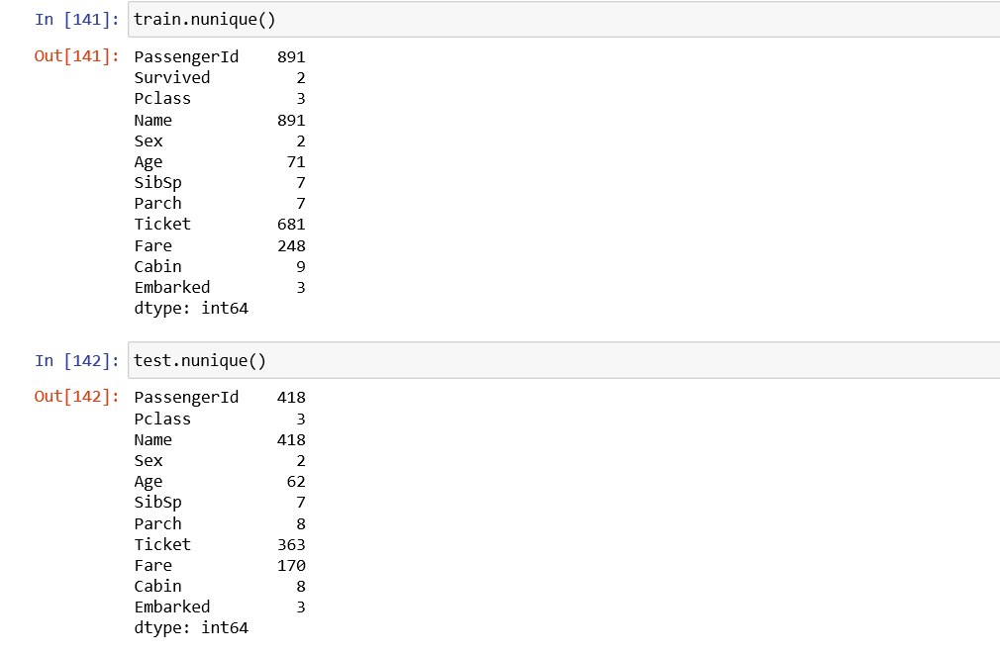 In [141]: train.nunique()
Out[141]: PassengerId 891
Survived 2
Pclass 3
Name 891
Sex 2
Age 71
SibSp 7
Parch 7
Ticket 681
Fare 248
Cabin 9
Embarked 3
dtype: int64
In [142]: test.nunique()
Out[142]: PassengerId 418
Pclass 3
Name 418
Sex 2
Age 62
SibSp 7
Parch 8
Ticket 363
Fare 170
Cabin 8
Embarked 3
dtype: int64